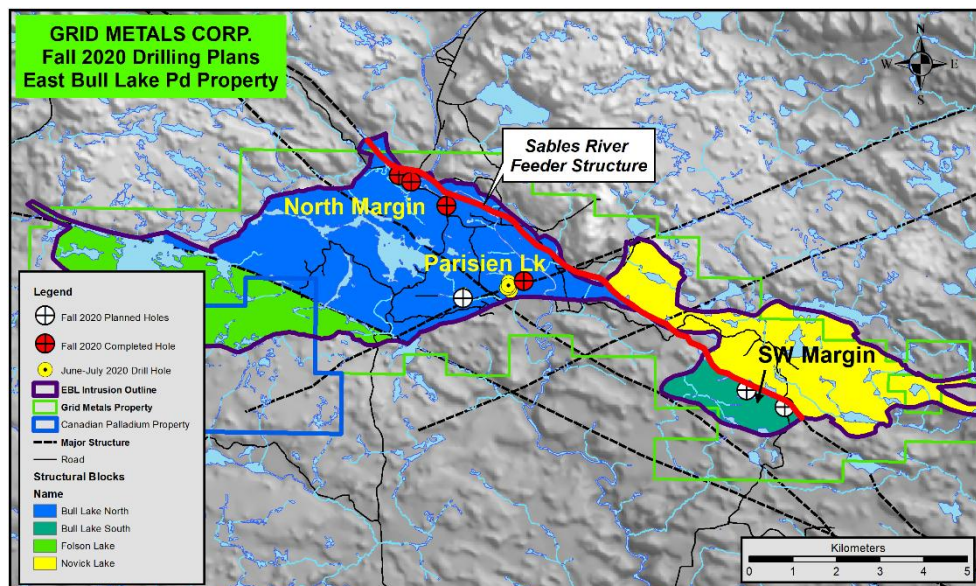 GRID METALS CORP.
Fall 2020 Drilling Plans
East Bull Lake Pd Property
N
W
E
S
Sables River
Feeder Structure
North Margin
Parisien Lk
SW Margin
Legend
Fall 2020 Planned Holes
Fall 2020 Completed Hole
June-July 2020 Drill Hole
EBL Intrusion Outline
Grid Metals Property
Canadian Palladium Property
Major Structure
Road
Structural Blocks
Name
Bull Lake North
Bull Lake South
Folson Lake
Novick Lake
Kilometers
0 1 2 3 4 5